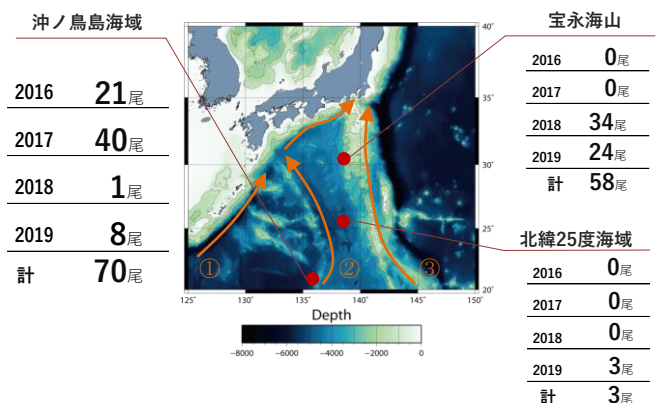 沖ノ鳥島海域
2016 21尾
2017 40尾
2018 1尾
2019 8尾
計 70尾
宝永海山
2016 0尾
2017 0尾
2018 34尾
2019 24尾
計 58尾
北緯25度海域
2016 0尾
2017 0尾
2018 0尾
2019 3尾
計 3尾
40°
35°
30°
25°
20°
35°
30°
25°
20°
① ② ③
125° 130° 135° 140° 145° 150°
Depth
−8000 −6000 −4000 −2000 0